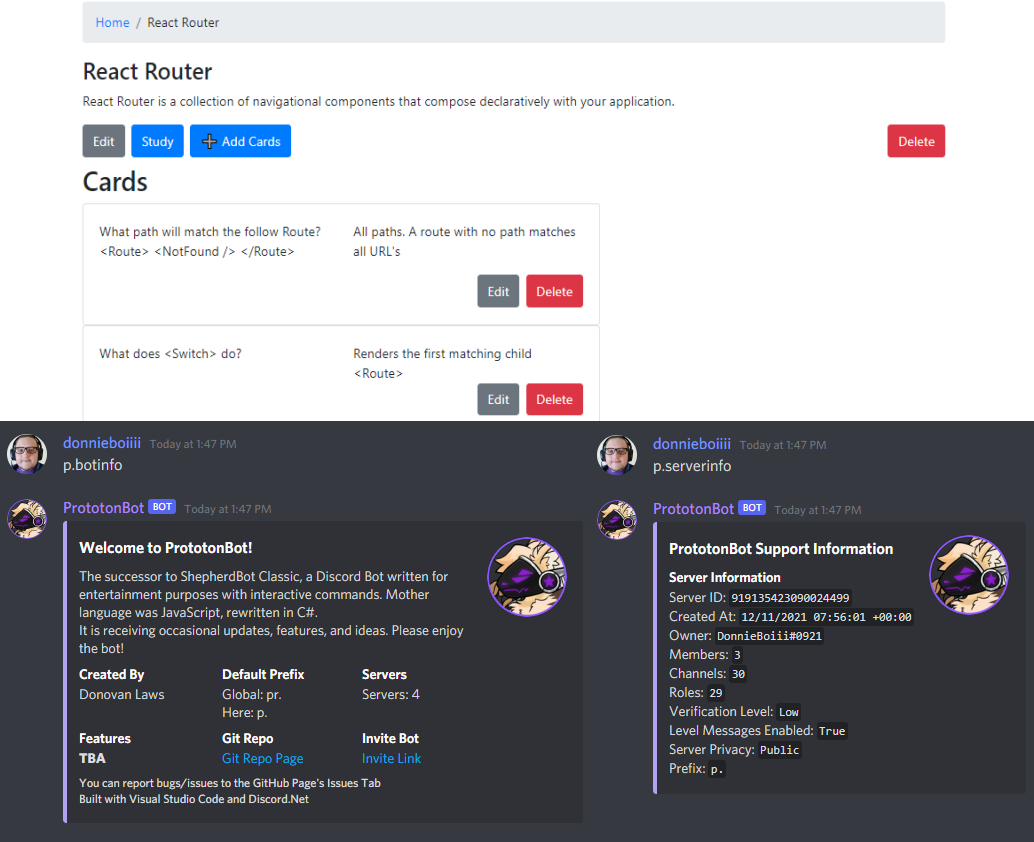 Home / React Router
React Router
React Router is a collection of navigational components that compose declaratively with your application.
Edit Study Add Cards Delete
Cards
What path will match the follow Route?
<Route> <NotFound /> </Route>
All paths. A route with no path matches
all URL's
Edit Delete
What does <Switch> do?
Renders the first matching child
<Route>
Edit Delete
donnieboiiii Today at 1:47 PM
p.botinfo
PrototonBot BOT Today at 1:47 PM
Welcome to PrototonBot!
The successor to ShepherdBot Classic, a Discord Bot written for
entertainment purposes with interactive commands. Mother
language was JavaScript, rewritten in C#.
It is receiving occasional updates, features, and ideas. Please enjoy
the bot!
Created By
Donovan Laws
Default Prefix
Global: pr.
Here: p.
Servers
Servers: 4
Features
TBA
Git Repo
Git Repo Page
Invite Bot
Invite Link
You can report bugs/issues to the GitHub Page's Issues Tab
Built with Visual Studio Code and Discord.Net
donnieboiiii Today at 1:47 PM
p.serverinfo
PrototonBot BOT Today at 1:47 PM
PrototonBot Support Information
Server Information
Server ID: 919135423090024499
Created At: 12/11/2021 07:56:01 +00:00
Owner: DonnieBoiii#0921
Members: 3
Channels: 30
Roles: 29
Verification Level: Low
Level Messages Enabled: True
Server Privacy: Public
Prefix: p.